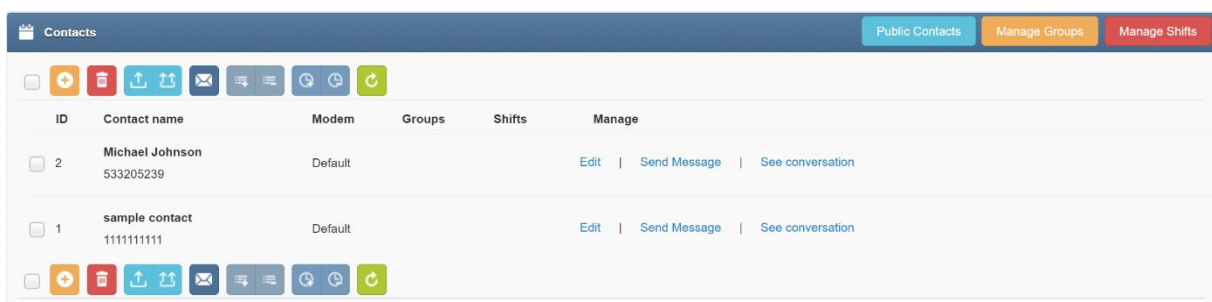 Contacts Public Contacts Manage Groups Manage Shifts
ID Contact name Modem Groups Shifts Manage
Michael Johnson
2 Default Edit | Send Message | See conversation
533205239
sample contact
1 Default Edit | Send Message | See conversation
1111111111